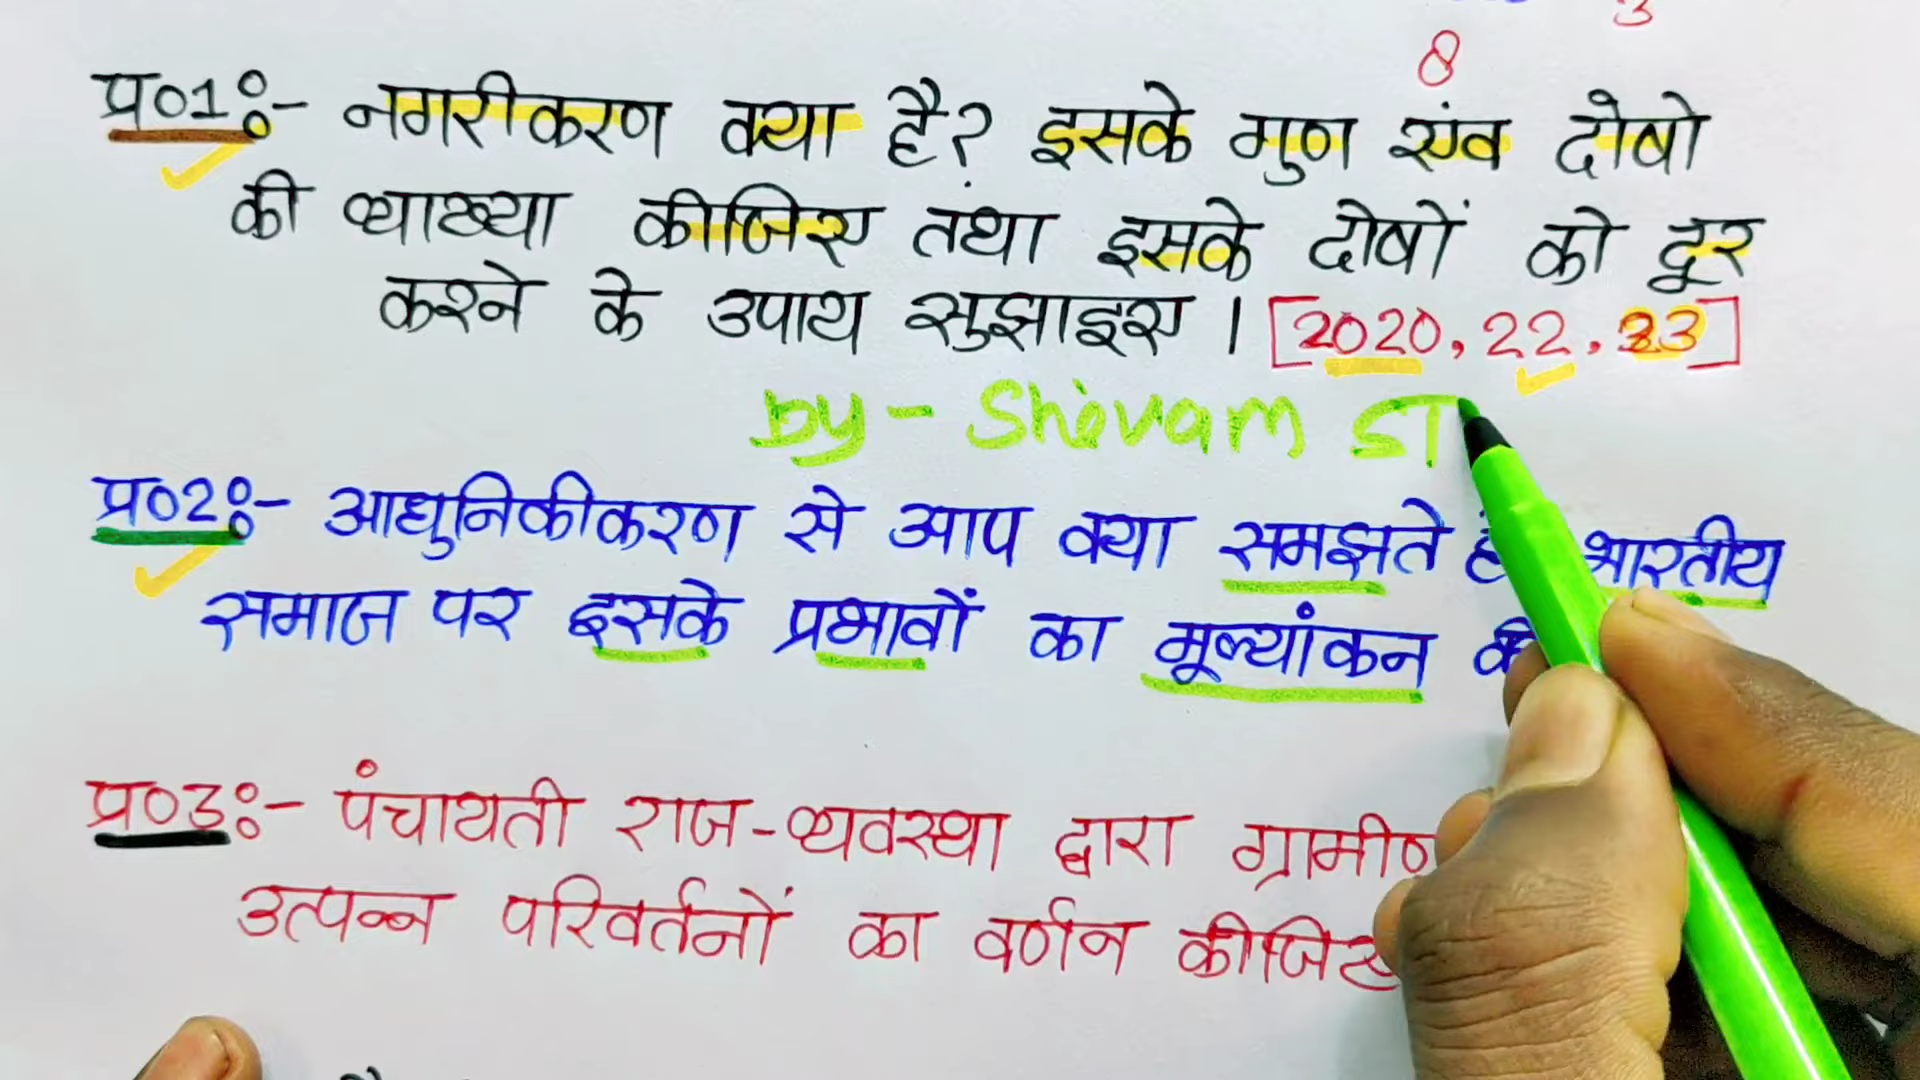 8
प्र01:- नगरीकरण क्या है? इसके गुण एंव दोषो
की व्याख्या कीजिए तथा इसके दोषों को दूर
करने के उपाय सुझाइए । [2020, 22, 23]
by - Shivam
प्र02:- आधुनिकीकरण से आप क्या समझते भारतीय
समाज पर इसके प्रभावों का मूल्यांकन
प्र03:- पंचायती राज-व्यवस्था द्वारा ग्रामीण
उत्पन्न परिवर्तनों का वर्णन कीजिए